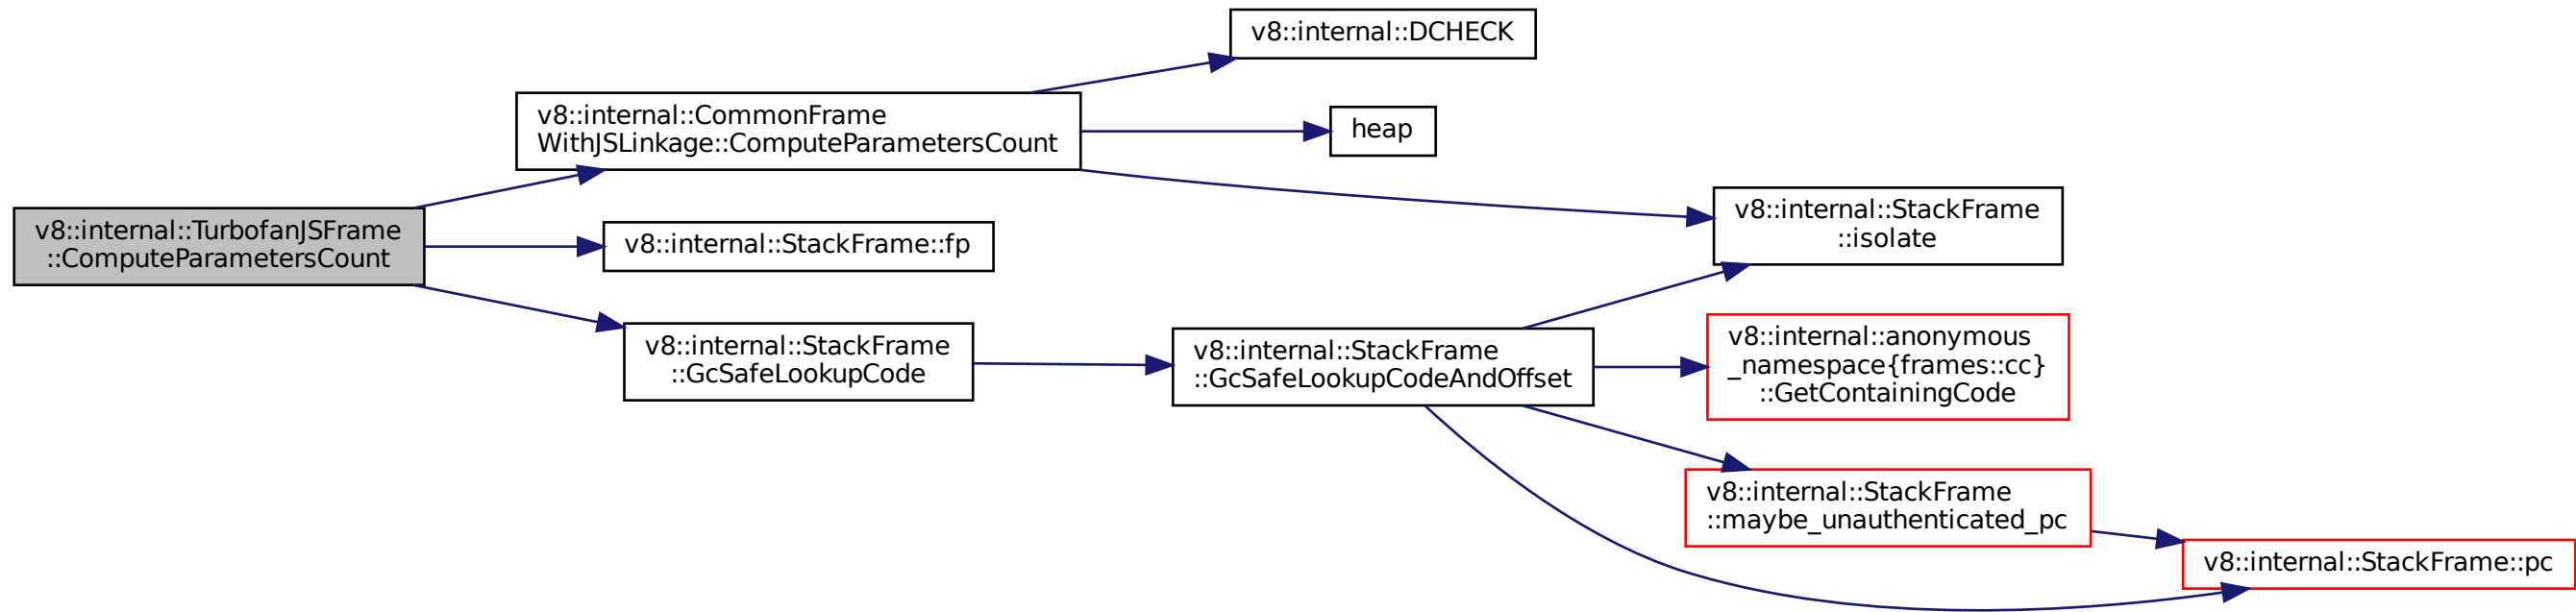 v8::internal::TurbofanJSFrame
::ComputeParametersCount
v8::internal::CommonFrame
WithJSLinkage::ComputeParametersCount
v8::internal::DCHECK
heap
v8::internal::StackFrame
::isolate
v8::internal::StackFrame::fp
v8::internal::StackFrame
::GcSafeLookupCode
v8::internal::StackFrame
::GcSafeLookupCodeAndOffset
v8::internal::anonymous
_namespace{frames::cc}
::GetContainingCode
v8::internal::StackFrame
::maybe_unauthenticated_pc
v8::internal::StackFrame::pc